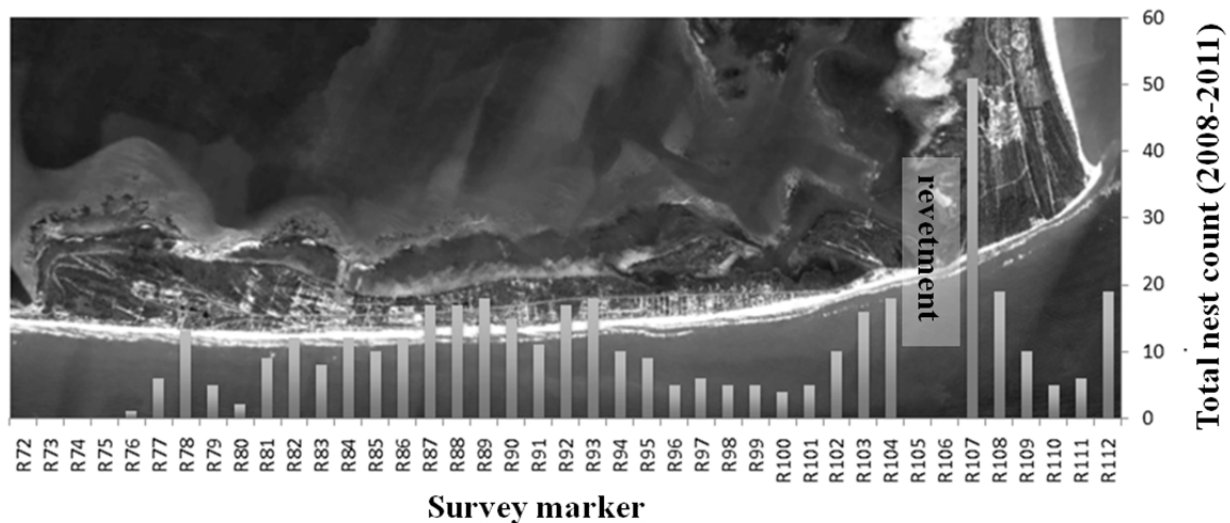 60
50
40
30
20
10
0
Total nest count (2008-2011)
revetment
R72
R73
R74
R75
R76
R77
R78
R79
R80
R81
R82
R83
R84
R85
R86
R87
R88
R89
R90
R91
R92
R93
R94
R95
R96
R97
R98
R99
R100
R101
R102
R103
R104
R105
R106
R107
R108
R109
R110
R111
R112
Survey marker